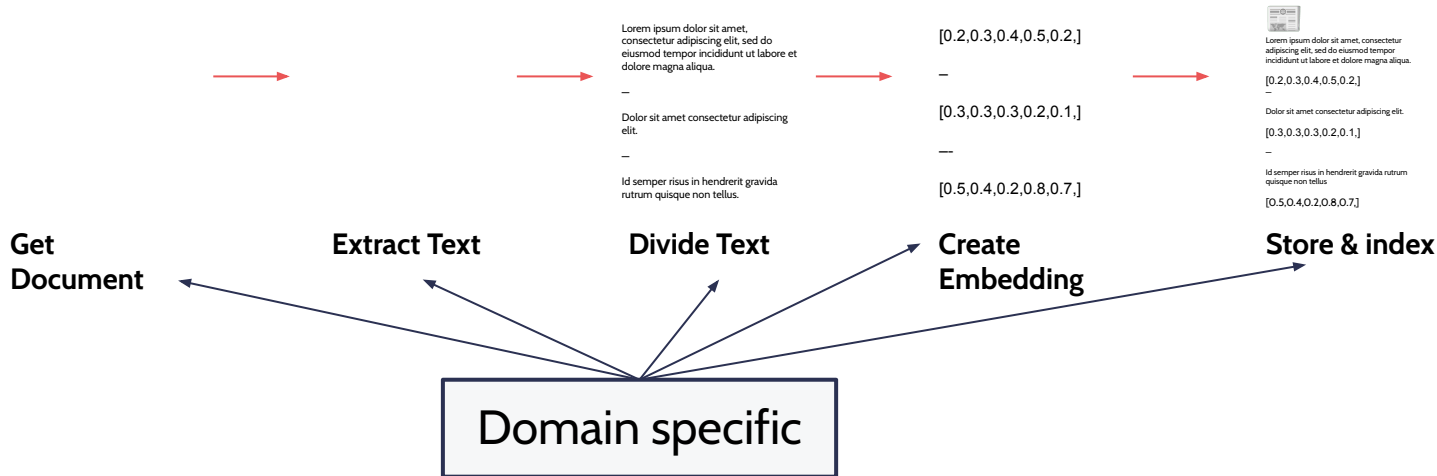 Lorem ipsum dolor sit amet,
consectetur adipiscing elit, sed do
eiusmod tempor incididunt ut labore et
dolore magna aliqua.
–
Dolor sit amet consectetur adipiscing
elit.
–
Id semper risus in hendrerit gravida
rutrum quisque non tellus.
[0.2,0.3,0.4,0.5,0.2,]
–
[0.3,0.3,0.3,0.2,0.1,]
—-
[0.5,0.4,0.2,0.8,0.7,]
Lorem ipsum dolor sit amet, consectetur
adipiscing elit, sed do eiusmod tempor
incididunt ut labore et dolore magna aliqua.
[0.2,0.3,0.4,0.5,0.2,]
–
Dolor sit amet consectetur adipiscing elit.
[0.3,0.3,0.3,0.2,0.1,]
–
Id semper risus in hendrerit gravida rutrum
quisque non tellus
[0.5,0.4,0.2,0.8,0.7,]
Get
Document
Extract Text
Divide Text
Create
Embedding
Store & index
Domain specific